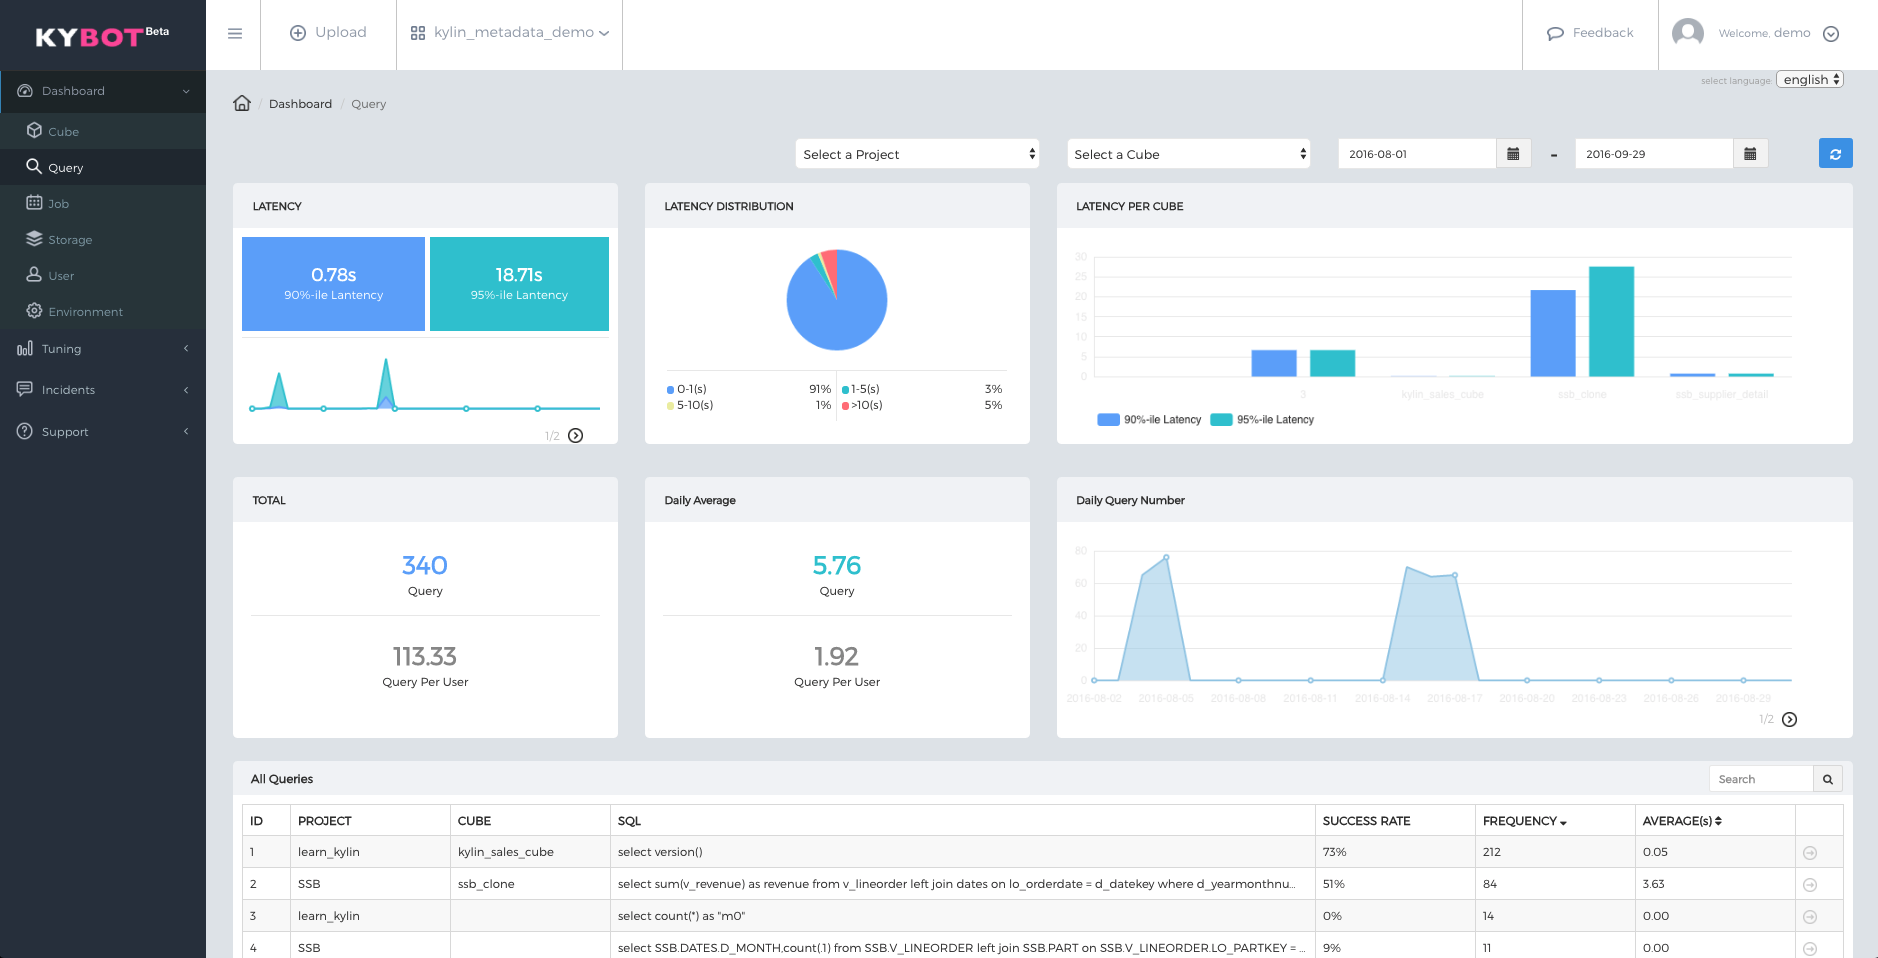 KYBOT Beta
Upload
kylin_metadata_demo
Feedback
Welcome, demo
select language:
english
Dashboard
Cube
Query
Job
Storage
User
Environment
Tuning
Incidents
Support
/ Dashboard / Query
Select a Project
Select a Cube
2016-08-01
-
2016-09-29
LATENCY
0.78s
90%-ile Lantency
18.71s
95%-ile Lantency
1/2
LATENCY DISTRIBUTION
0-1(s) 91% 1-5(s) 3%
5-10(s) 1% >10(s) 5%
LATENCY PER CUBE
30
25
20
15
10
5
0
3 kylin_sales_cube ssb_clone ssb_supplier_detail
90%-ile Latency 95%-ile Latency
TOTAL
340
Query
113.33
Query Per User
Daily Average
5.76
Query
1.92
Query Per User
Daily Query Number
80
60
40
20
0
2016-08-02 2016-08-05 2016-08-08 2016-08-11 2016-08-14 2016-08-17 2016-08-20 2016-08-23 2016-08-26 2016-08-29
1/2
All Queries
Search
ID PROJECT CUBE SQL SUCCESS RATE FREQUENCY AVERAGE(s)
1 learn_kylin kylin_sales_cube select version() 73% 212 0.05
2 SSB ssb_clone select sum(v_revenue) as revenue from v_lineorder left join dates on lo_orderdate = d_datekey where d_yearmonthnu... 51% 84 3.63
3 learn_kylin select count(*) as "m0" 0% 14 0.00
4 SSB select SSB.DATES.D_MONTH,count(.1) from SSB.V_LINEORDER left join SSB.PART on SSB.V_LINEORDER.LO_PARTKEY = ... 9% 11 0.00